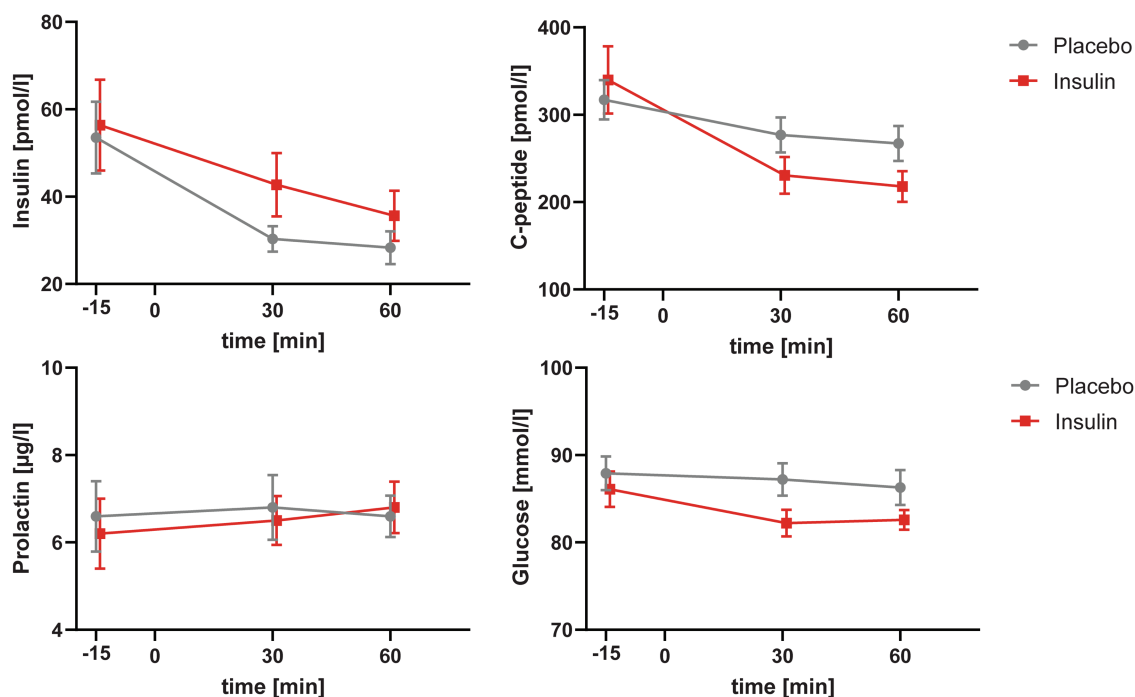 Insulin [pmol/l]
80
60
40
20
-15 0 30 60
time [min]
C-peptide [pmol/l]
400
300
200
100
-15 0 30 60
time [min]
Placebo
Insulin
Prolactin [µg/l]
10
8
6
4
-15 0 30 60
time [min]
Glucose [mmol/l]
100
90
80
70
-15 0 30 60
time [min]
Placebo
Insulin